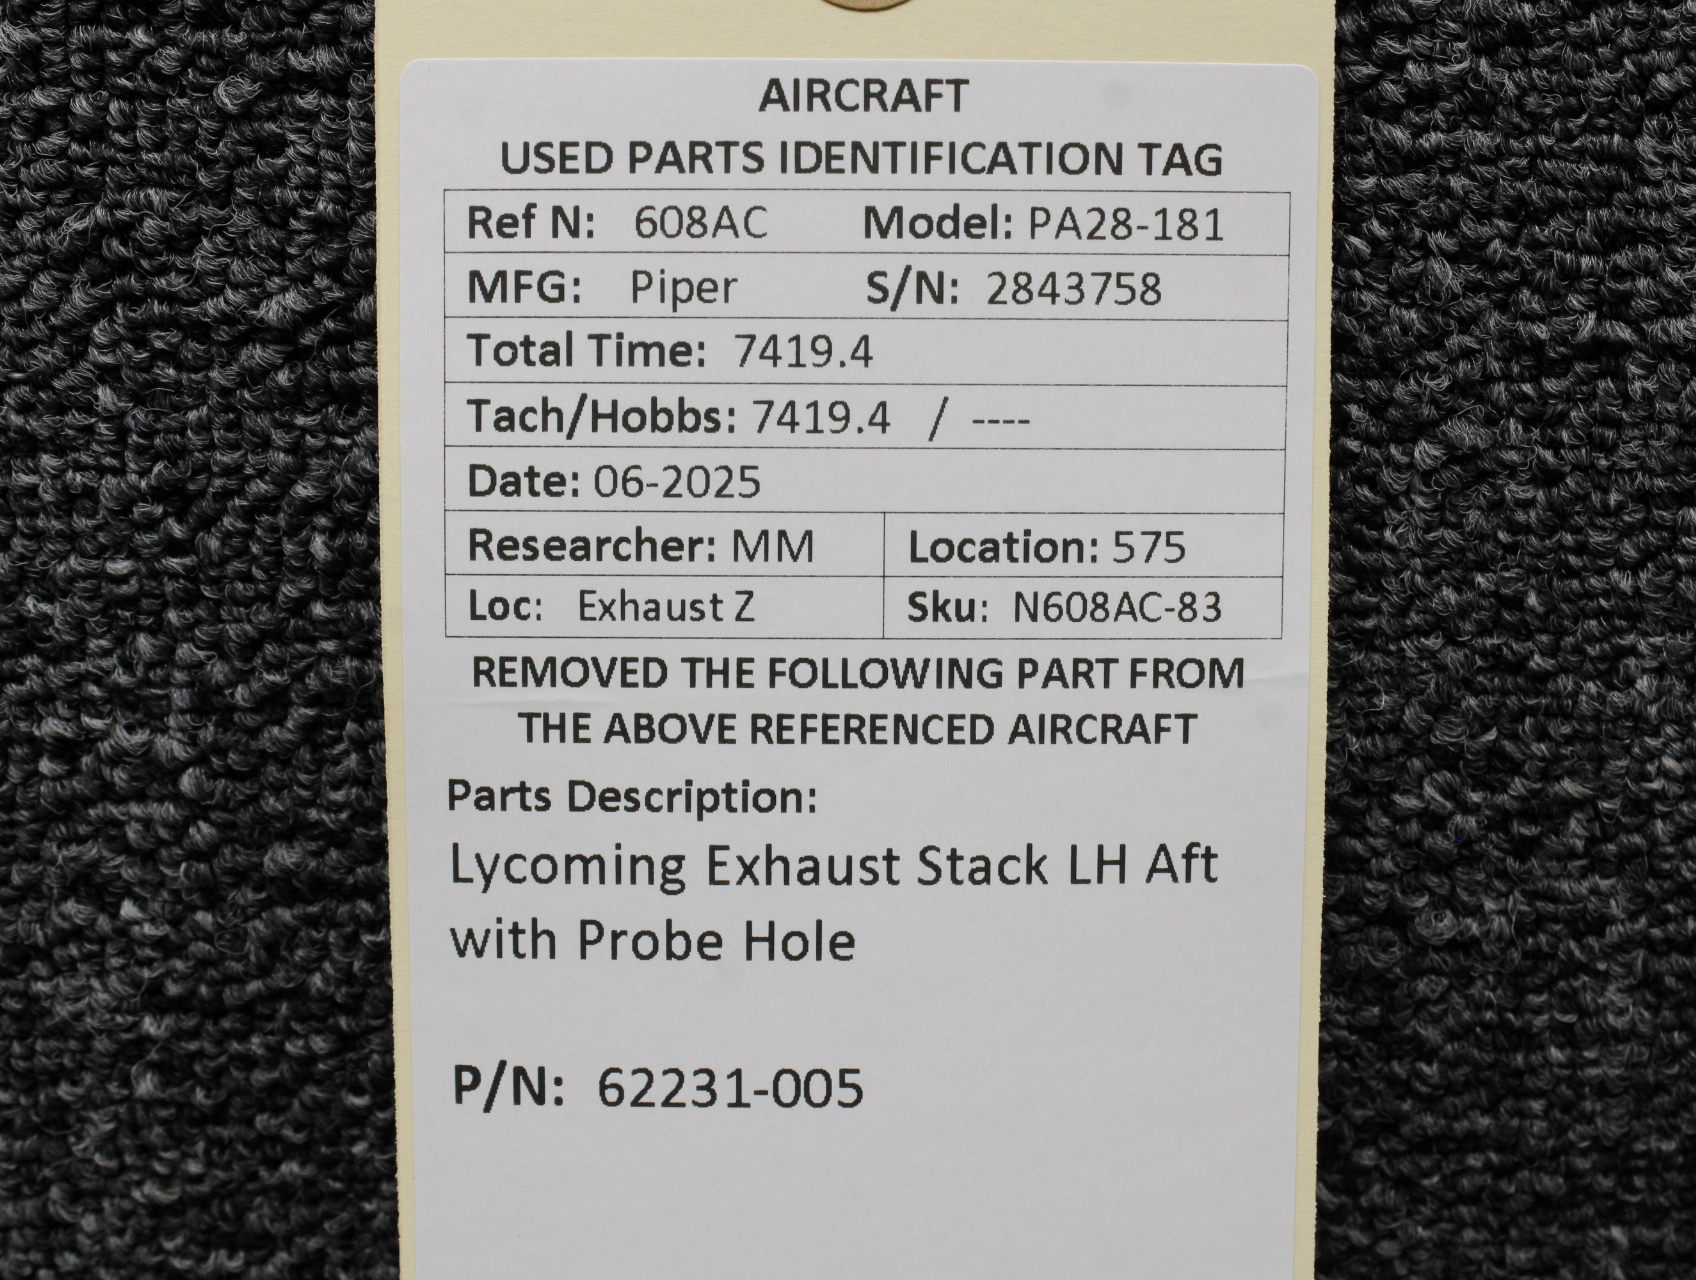 AIRCRAFT
USED PARTS IDENTIFICATION TAG
Ref N: 608AC Model: PA28-181
MFG: Piper S/N: 2843758
Total Time: 7419.4
Tach/Hobbs: 7419.4 / ----
Date: 06-2025
Researcher: MM Location: 575
Loc: Exhaust Z Sku: N608AC-83
REMOVED THE FOLLOWING PART FROM
THE ABOVE REFERENCED AIRCRAFT
Parts Description:
Lycoming Exhaust Stack LH Aft
with Probe Hole
P/N: 62231-005